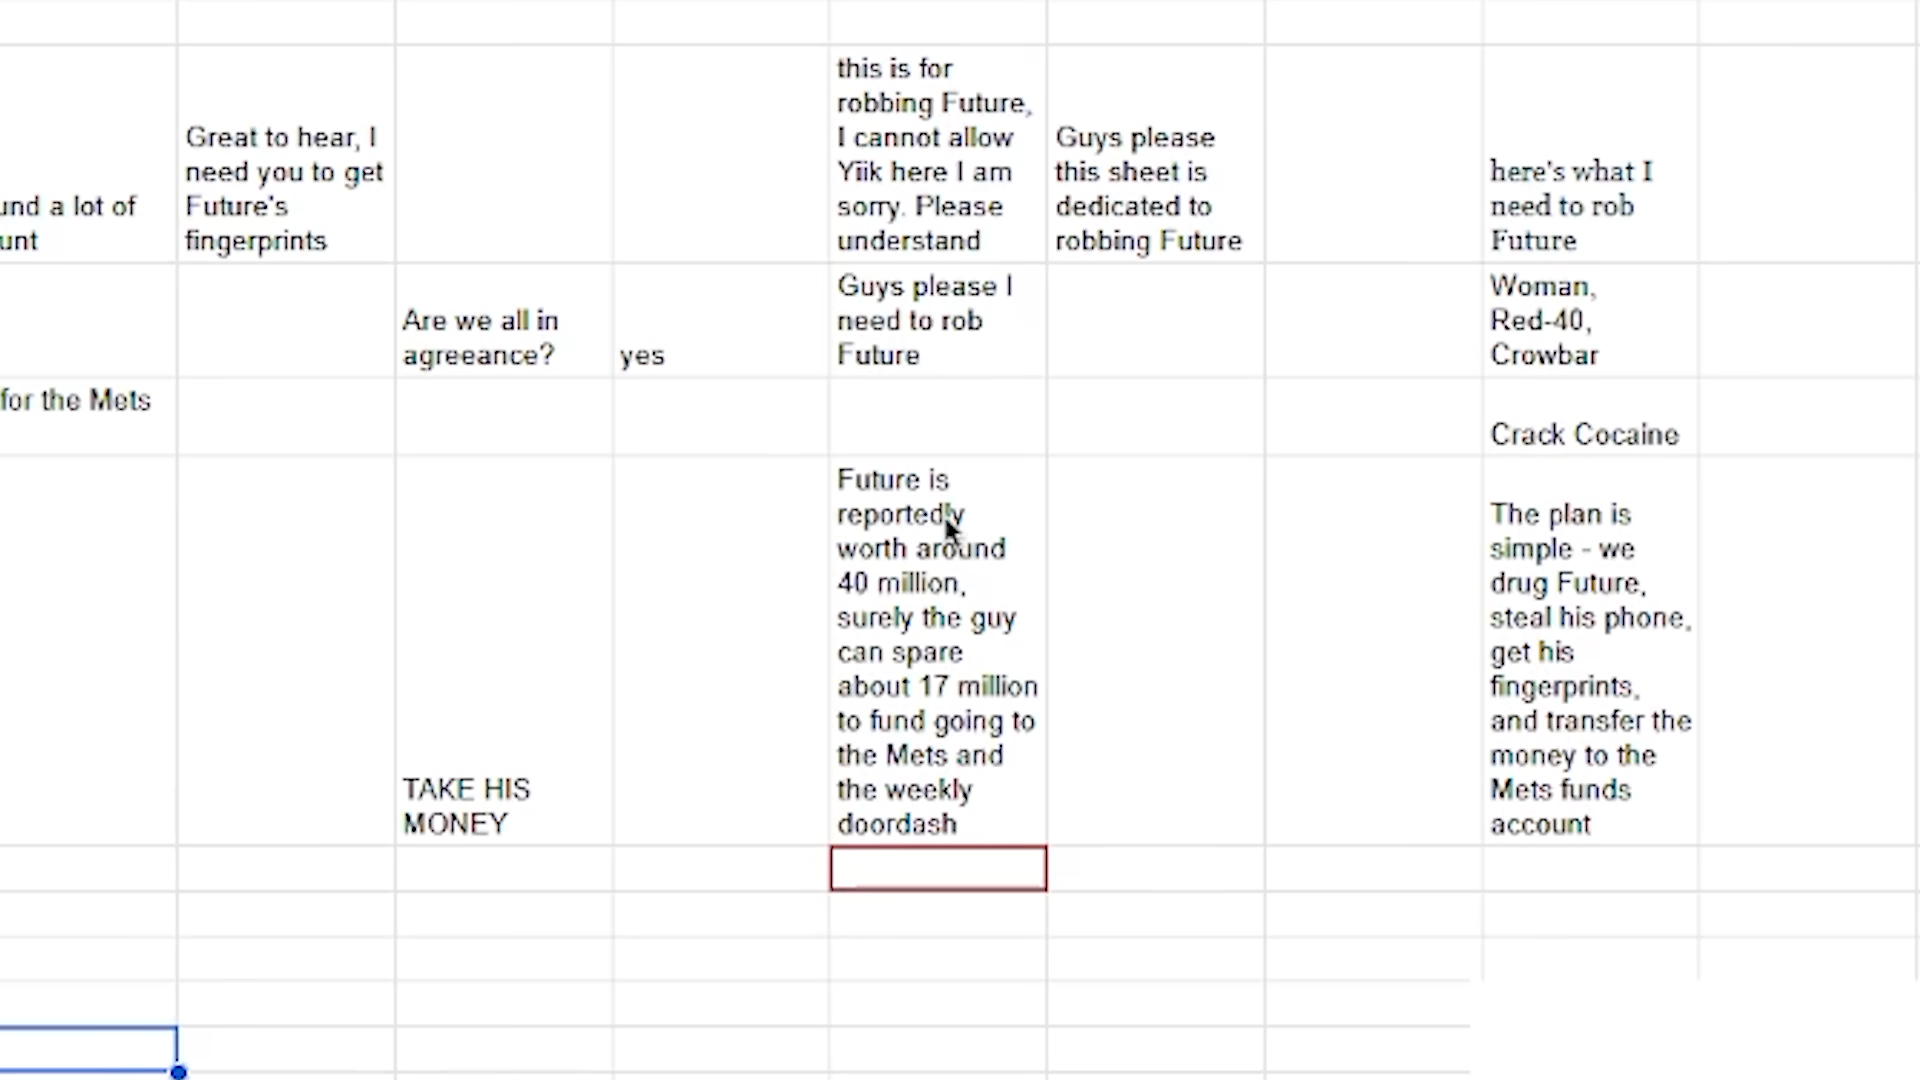 this is for
robbing Future,
I cannot allow
Yiik here I am
sorry. Please
understand
Great to hear, I
need you to get
Future's
fingerprints
Guys please
this sheet is
dedicated to
robbing Future
here's what I
need to rob
Future
a lot of
Are we all in
agreeance?
yes
Guys please I
need to rob
Future
Woman,
Red-40,
Crowbar
for the Mets
Crack Cocaine
TAKE HIS
MONEY
Future is
reportedly
worth around
40 million,
surely the guy
can spare
about 17 million
to fund going to
the Mets and
the weekly
doordash
The plan is
simple - we
drug Future,
steal his phone,
get his
fingerprints,
and transfer the
money to the
Mets funds
account